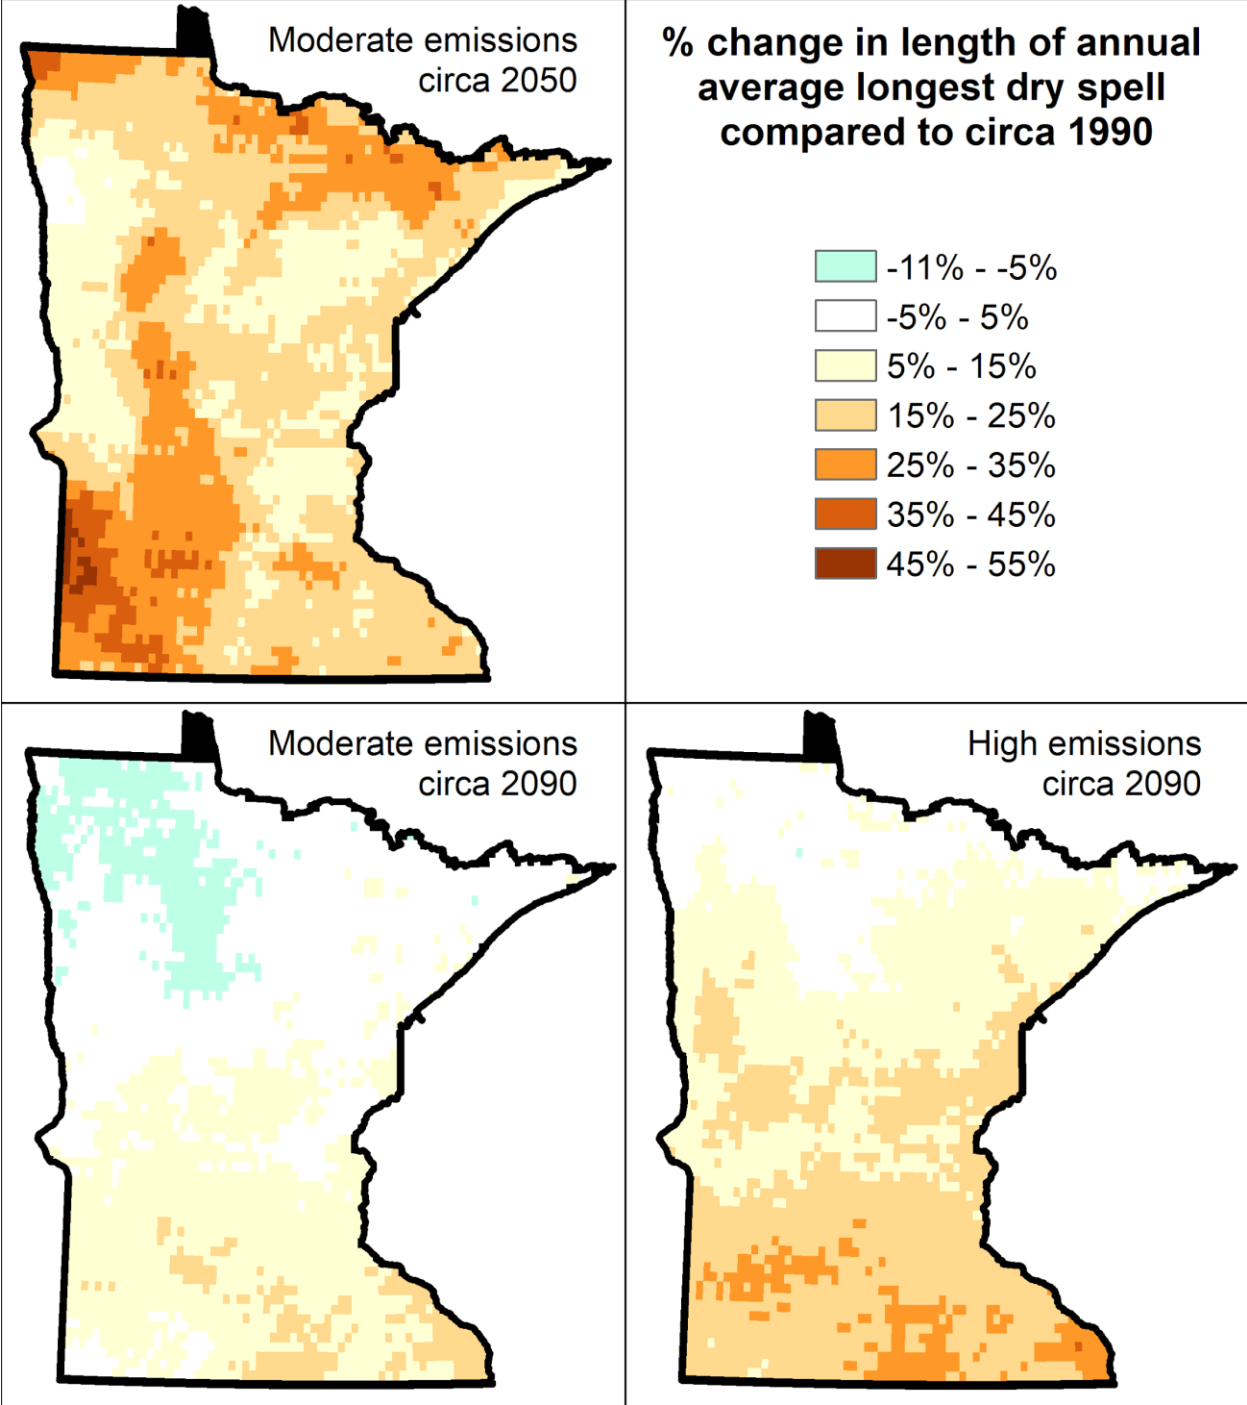 Moderate emissions
circa 2050
% change in length of annual
average longest dry spell
compared to circa 1990
-11% - -5%
-5% - 5%
5% - 15%
15% - 25%
25% - 35%
35% - 45%
45% - 55%
Moderate emissions
circa 2090
High emissions
circa 2090